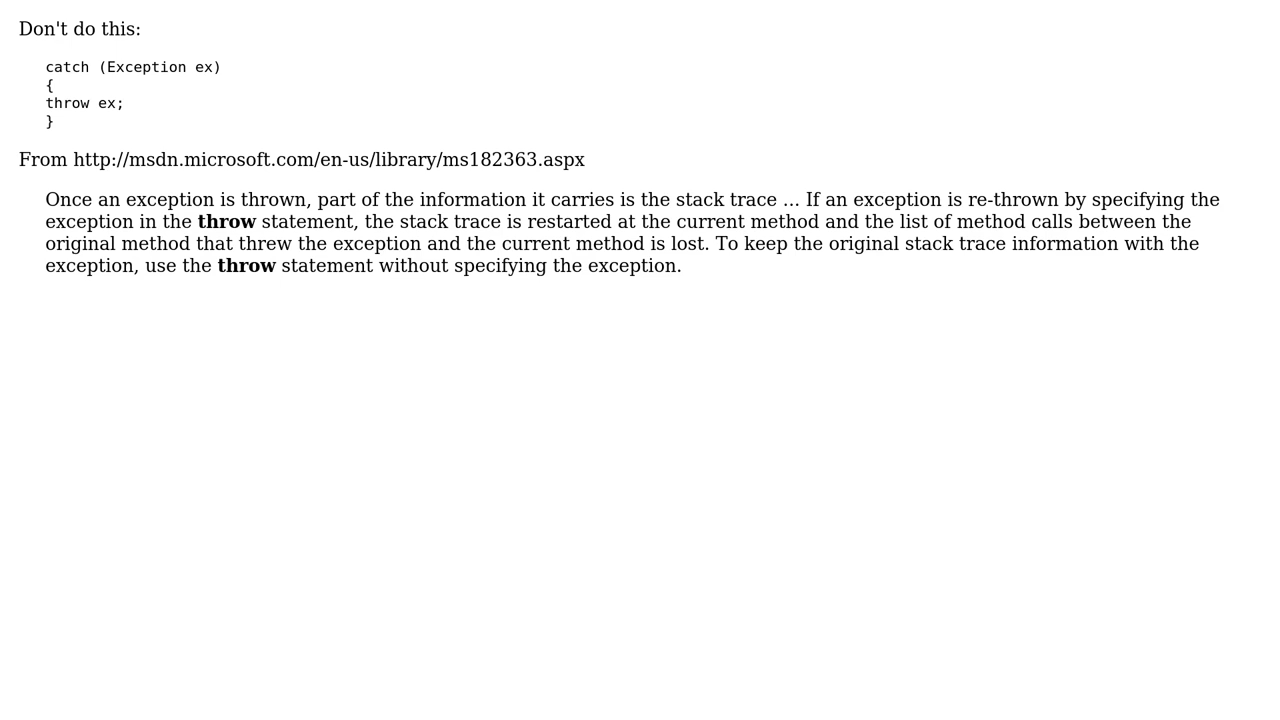 Don't do this:
catch (Exception ex)
{
throw ex;
}
From http://msdn.microsoft.com/en-us/library/ms182363.aspx
Once an exception is thrown, part of the information it carries is the stack trace ... If an exception is re-thrown by specifying the
exception in the throw statement, the stack trace is restarted at the current method and the list of method calls between the
original method that threw the exception and the current method is lost. To keep the original stack trace information with the
exception, use the throw statement without specifying the exception.